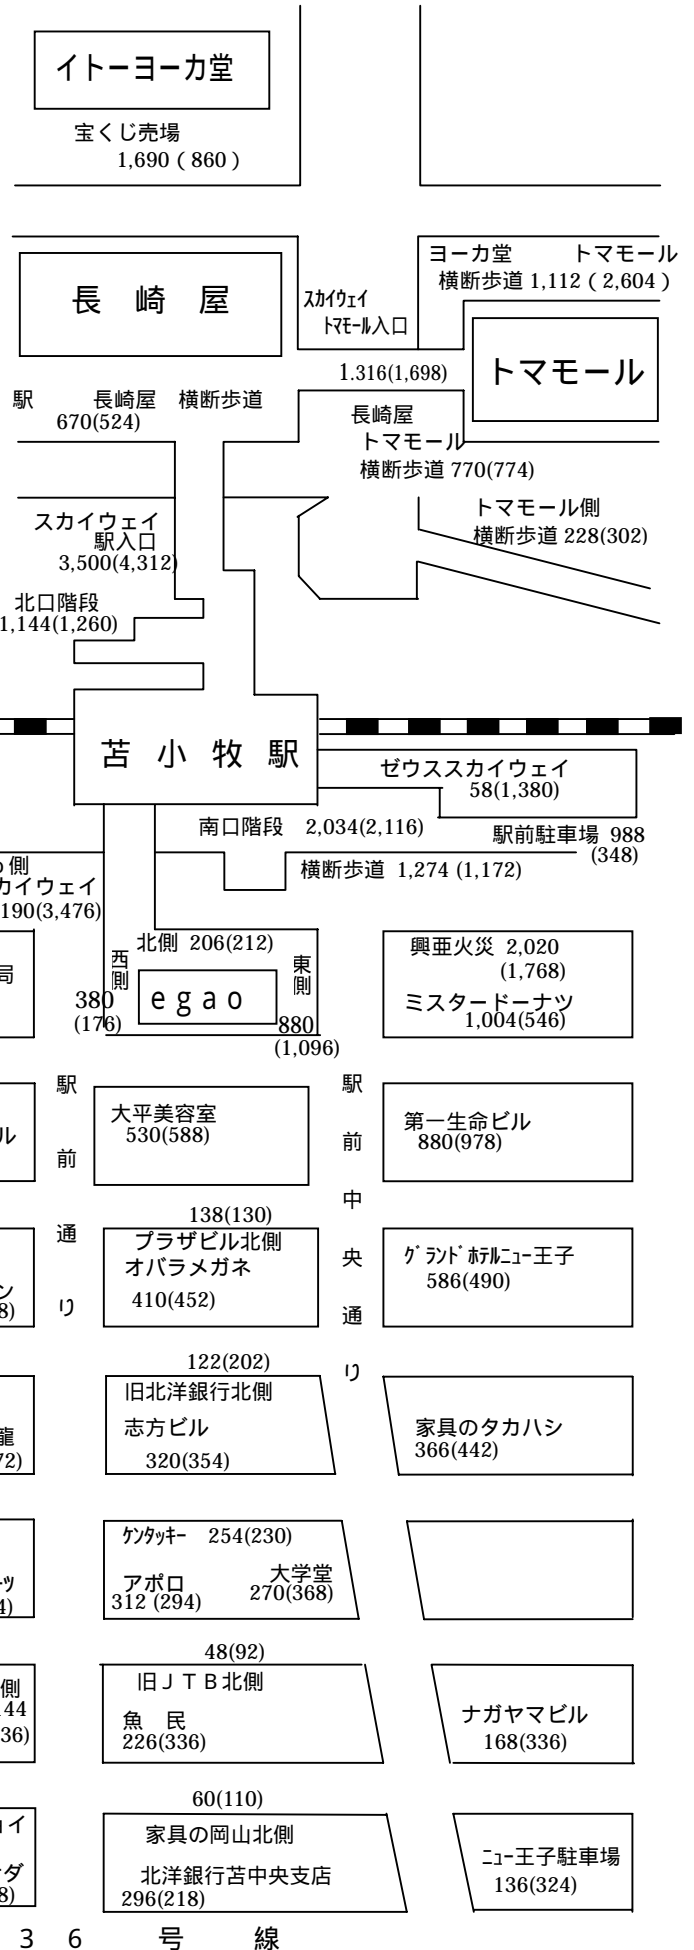 イトーヨーカ堂
宝くじ売場
1,690 ( 860 )
ヨーカ堂　トマモール
横断歩道 1,112 ( 2,604 )
長　崎　屋
ｽｶｲｳｪｲ
ﾄﾏﾓｰﾙ入口
1.316(1,698)
トマモール
駅　長崎屋　横断歩道
670(524)
長崎屋
トマモール
横断歩道 770(774)
スカイウェイ
駅入口
3,500(4,312)
トマモール側
横断歩道 228(302)
北口階段
1,144(1,260)
苫　小　牧　駅
ゼウススカイウェイ
58(1,380)
南口階段　2,034(2,116)
駅前駐車場 988
(348)
横断歩道 1,274 (1,172)
側
カイウェイ
190(3,476)
北側 206(212)
西側
380
(176)
e g a o
東側
880
(1,096)
興亜火災 2,020
(1,768)
ミスタードーナツ
1,004(546)
局
駅前通り
大平美容室
530(588)
駅前中央通り
第一生命ビル
880(978)
ル
138(130)
プラザビル北側
オバラメガネ
410(452)
ｸﾞﾗﾝﾄﾞﾎﾃﾙﾆｭｰ王子
586(490)
ン
8)
122(202)
旧北洋銀行北側
志方ビル
320(354)
家具のタカハシ
366(442)
龍
72)
ｹﾝﾀｯｷｰ　254(230)
アポロ
312 (294)
大学堂
270(368)
ｰﾂ
4)
48(92)
旧ＪＴＢ北側
魚　民
226(336)
ナガヤマビル
168(336)
側
44
36)
60(110)
家具の岡山北側
北洋銀行苫中央支店
296(218)
ﾆｭｰ王子駐車場
136(324)
イ
ダ
8)
３　６　号　線